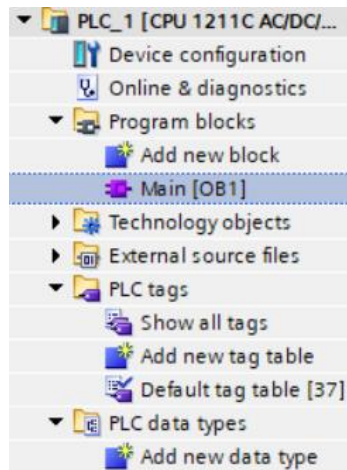 PLC_1 [CPU 1211C AC/DC/...
Device configuration
Online & diagnostics
Program blocks
Add new block
Main [OB1]
Technology objects
External source files
PLC tags
Show all tags
Add new tag table
Default tag table [37]
PLC data types
Add new data type